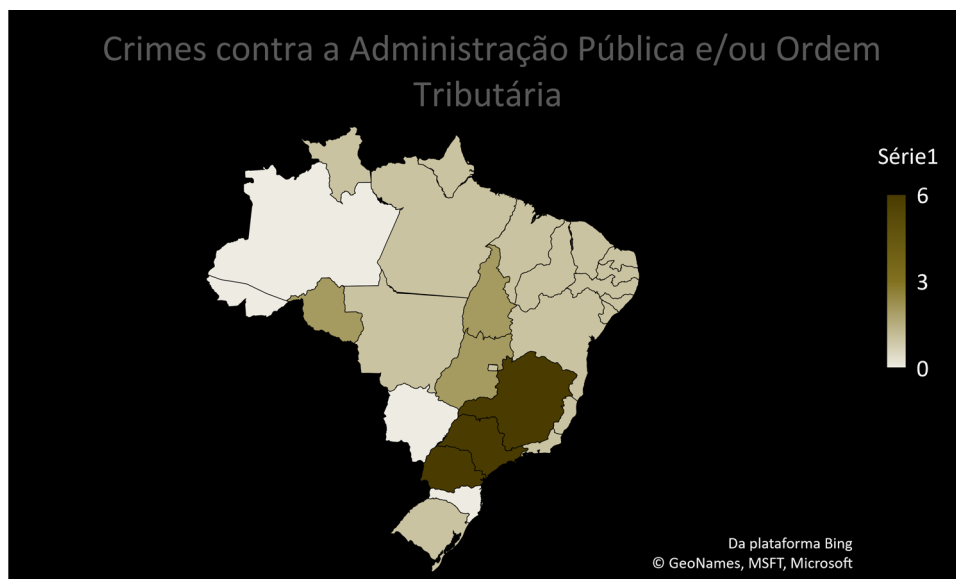 Crimes contra a Administração Pública e/ou Ordem
Tributária
Série1
6
3
0
Da plataforma Bing
© GeoNames, MSFT, Microsoft